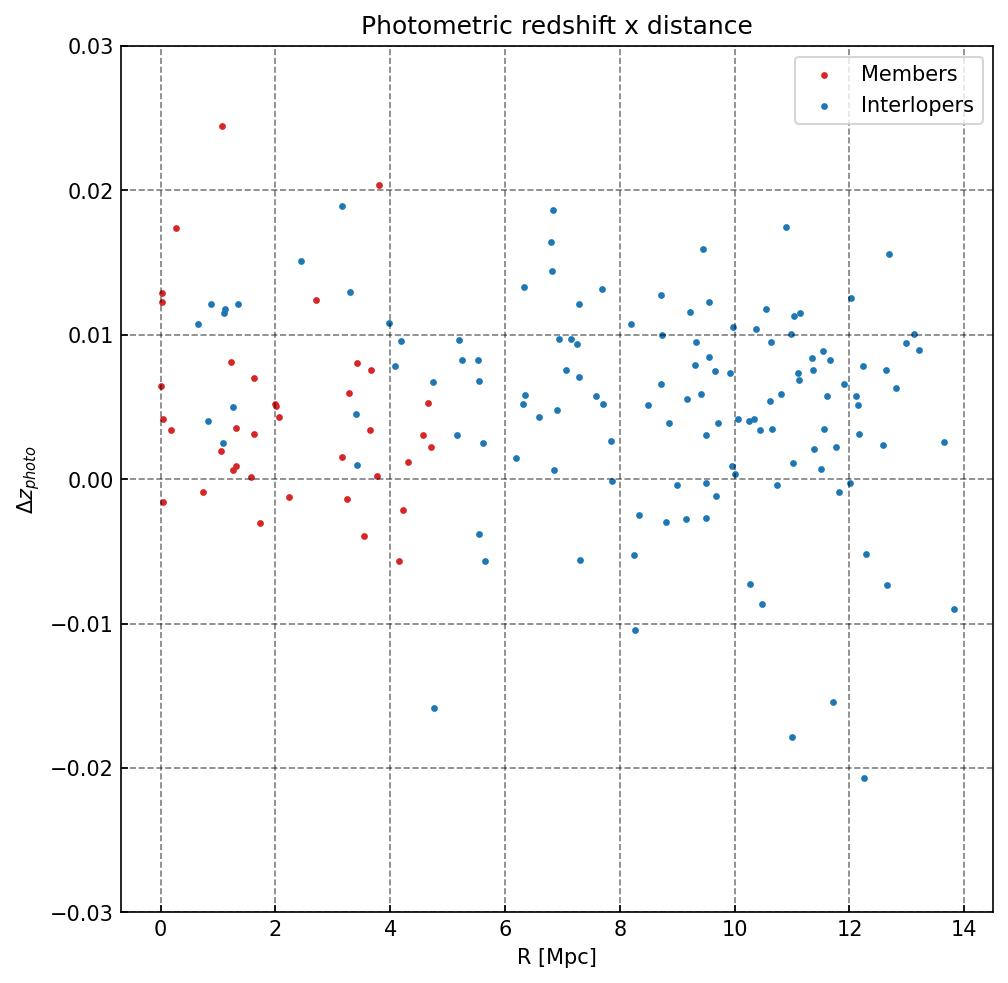 Photometric redshift x distance
Members
Interlopers
0.03
0.02
0.01
0.00
−0.01
−0.02
−0.03
Δz_photo
0 2 4 6 8 10 12 14
R [Mpc]